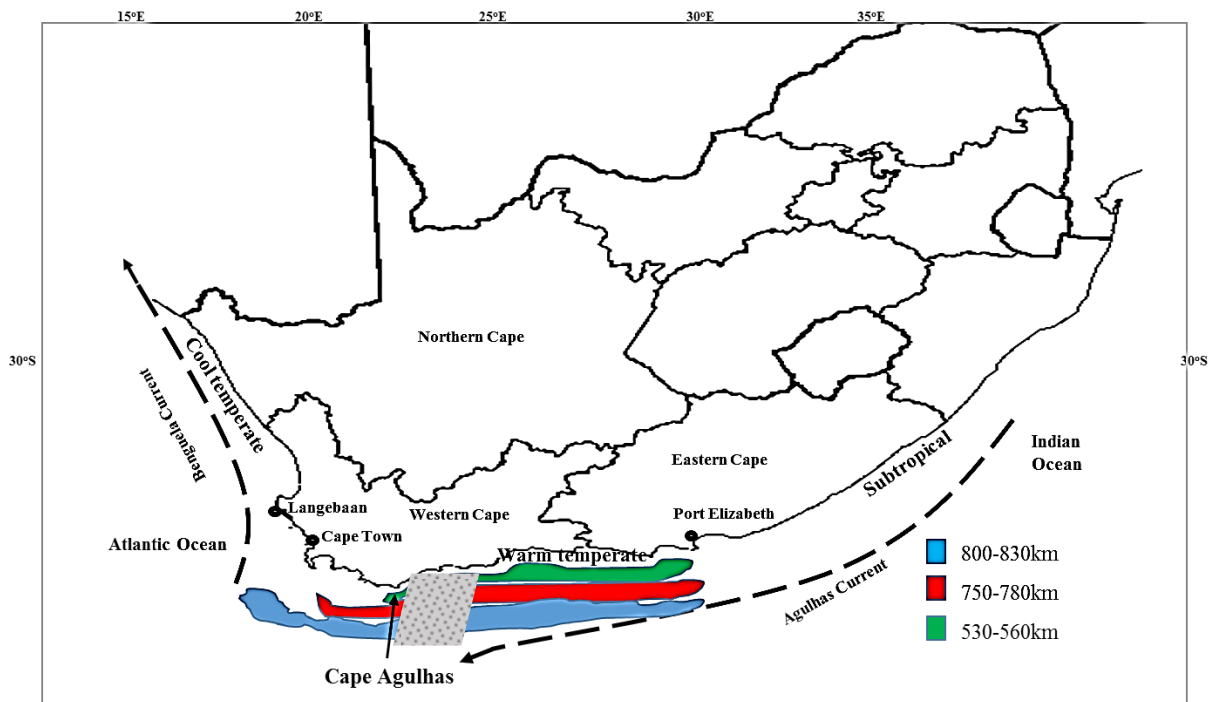 15°E 20°E 25°E 30°E 35°E
Northern Cape
30°S 30°S
Cool temperate
Benguela Current
Eastern Cape
Indian
Ocean
Subtropical
Langebaan
Western Cape
Port Elizabeth
Cape Town
Atlantic Ocean
Warm temperate
800-830km
Agulhas Current
750-780km
530-560km
Cape Agulhas